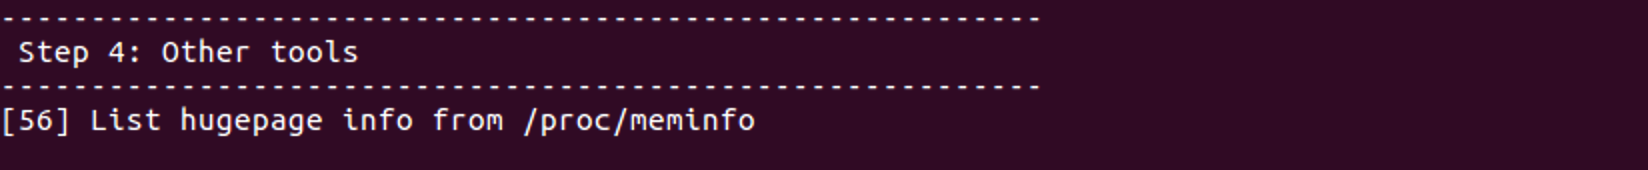 ----------------------------------------------------------
 Step 4: Other tools
----------------------------------------------------------
[56] List hugepage info from /proc/meminfo